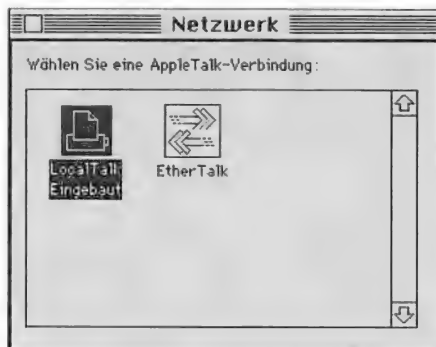 Netzwerk
Wählen Sie eine AppleTalk-Verbindung:
LocalTalk
Eingebaut
EtherTalk